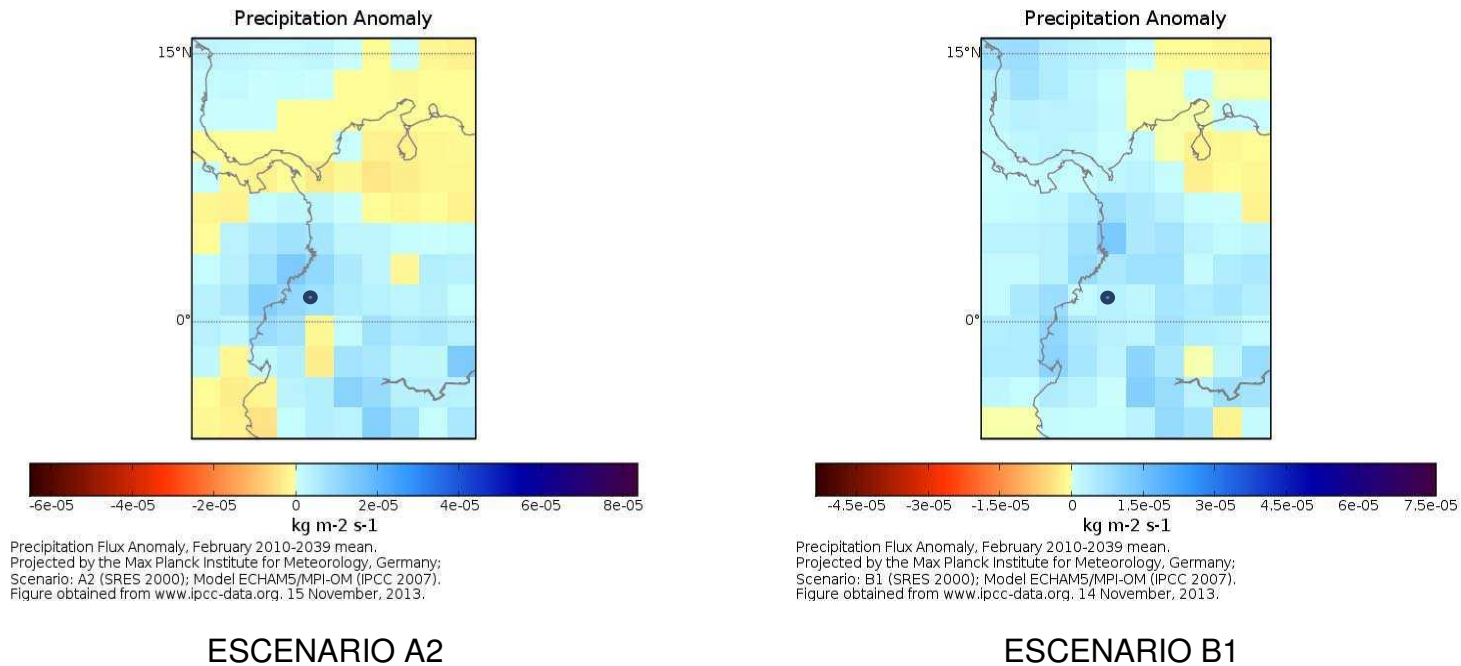 Precipitation Anomaly
15°N
0°
-6e-05 -4e-05 -2e-05 0 2e-05 4e-05 6e-05 8e-05
kg m-2 s-1
Precipitation Flux Anomaly, February 2010-2039 mean.
Projected by the Max Planck Institute for Meteorology, Germany;
Scenario: A2 (SRES 2000); Model ECHAM5/MPI-OM (IPCC 2007).
Figure obtained from www.ipcc-data.org. 15 November, 2013.
ESCENARIO A2
Precipitation Anomaly
15°N
0°
-4.5e-05 -3e-05 -1.5e-05 0 1.5e-05 3e-05 4.5e-05 6e-05 7.5e-05
kg m-2 s-1
Precipitation Flux Anomaly, February 2010-2039 mean.
Projected by the Max Planck Institute for Meteorology, Germany;
Scenario: B1 (SRES 2000); Model ECHAM5/MPI-OM (IPCC 2007).
Figure obtained from www.ipcc-data.org. 14 November, 2013.
ESCENARIO B1